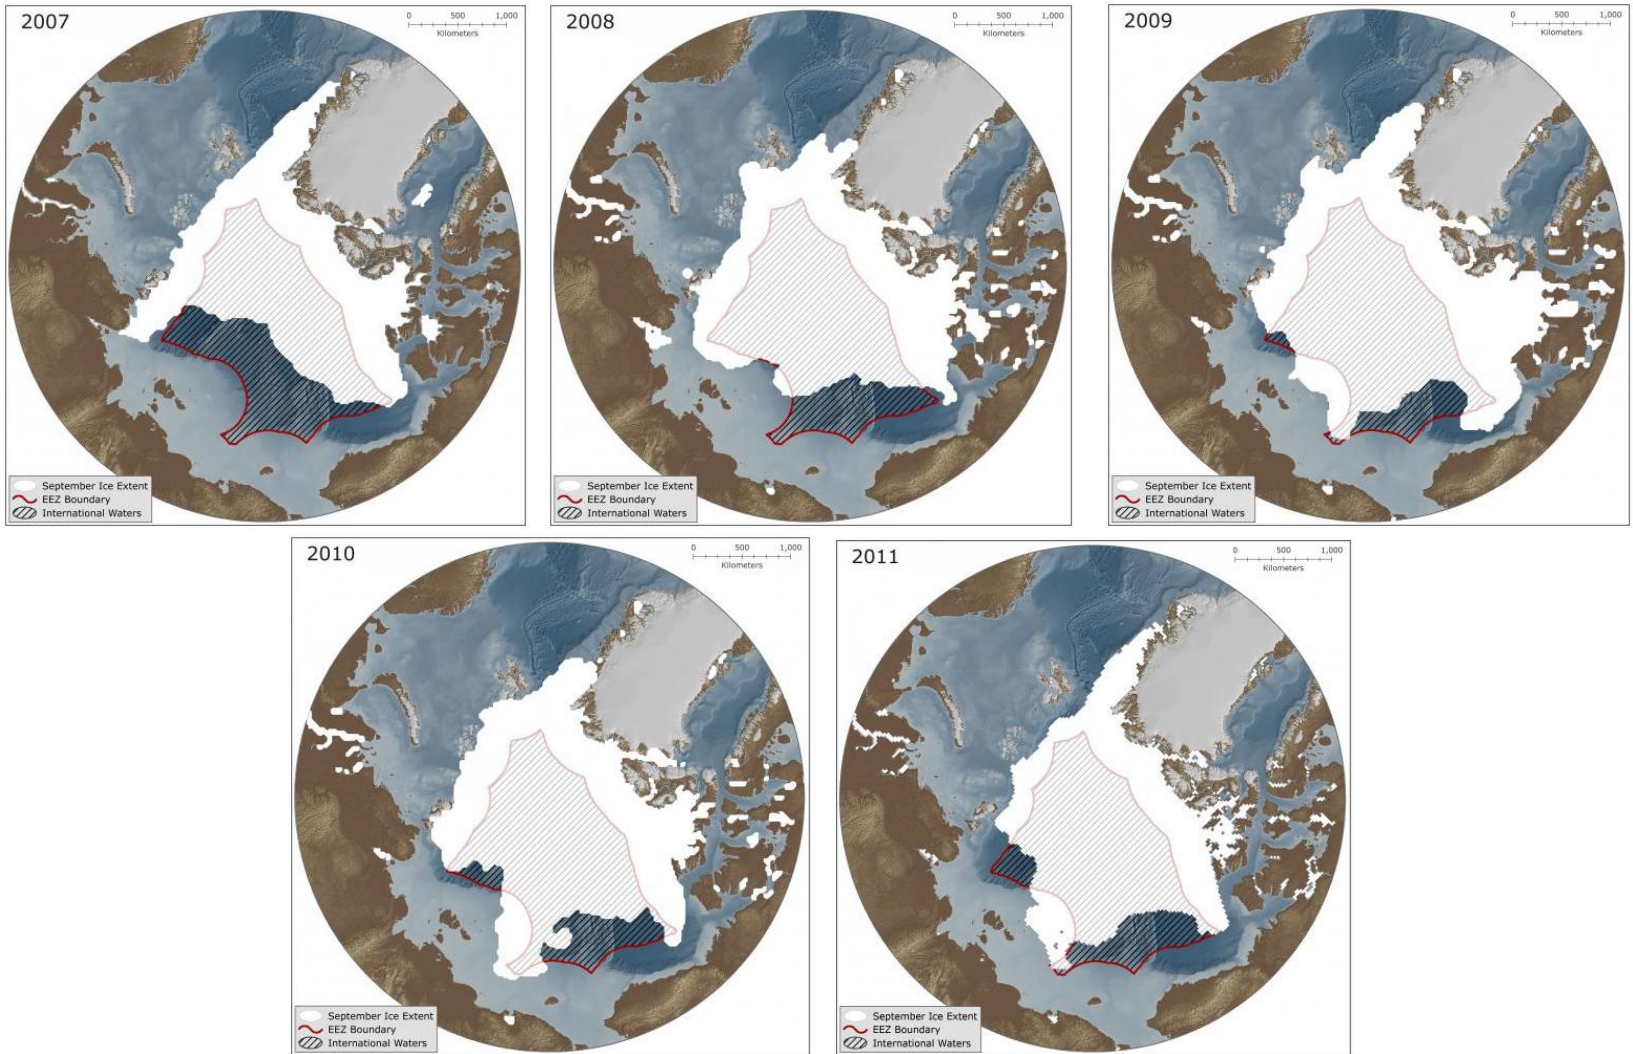 2007
0 500 1,000
Kilometers
September Ice Extent
EEZ Boundary
International Waters
2008
0 500 1,000
Kilometers
September Ice Extent
EEZ Boundary
International Waters
2009
0 500 1,000
Kilometers
September Ice Extent
EEZ Boundary
International Waters
2010
0 500 1,000
Kilometers
September Ice Extent
EEZ Boundary
International Waters
2011
0 500 1,000
Kilometers
September Ice Extent
EEZ Boundary
International Waters